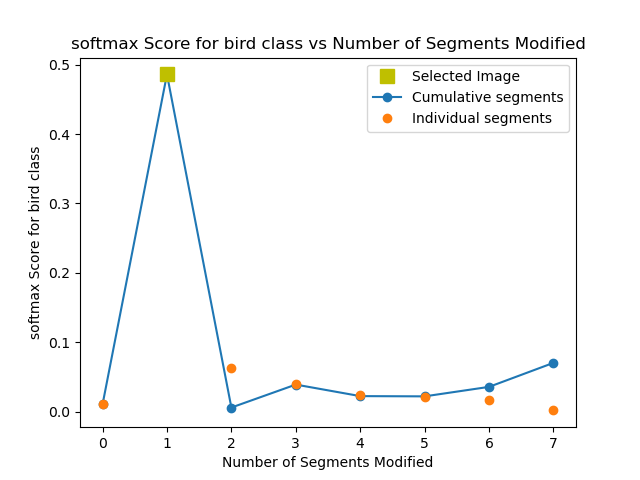 softmax Score for bird class vs Number of Segments Modified
Selected Image
Cumulative segments
Individual segments
softmax Score for bird class
0.5
0.4
0.3
0.2
0.1
0.0
0 1 2 3 4 5 6 7
Number of Segments Modified